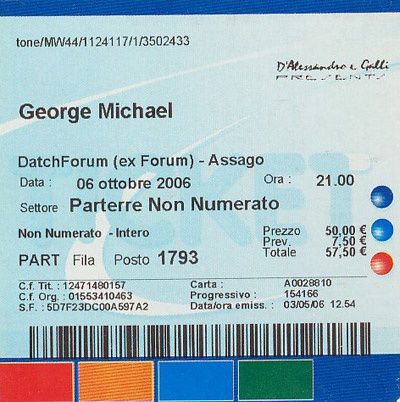 tone/MW44/1124117/1/3502433
D'Alessandro e Galli
PRESENTS
George Michael
DatchForum (ex Forum) - Assago
Data : 06 ottobre 2006 Ora : 21.00
Settore Parterre Non Numerato
Non Numerato - Intero Prezzo 50,00 €
Prev. 7,50 €
PART Fila Posto 1793 Totale 57,50 €
C.f. Tit. : 12471480157 Carta : A0028810
C.f. Org. : 01553410463 Progressivo : 154166
S.F. : 5D7F23DC00A597A2 Data/ora emiss. : 03/05/06 12.54